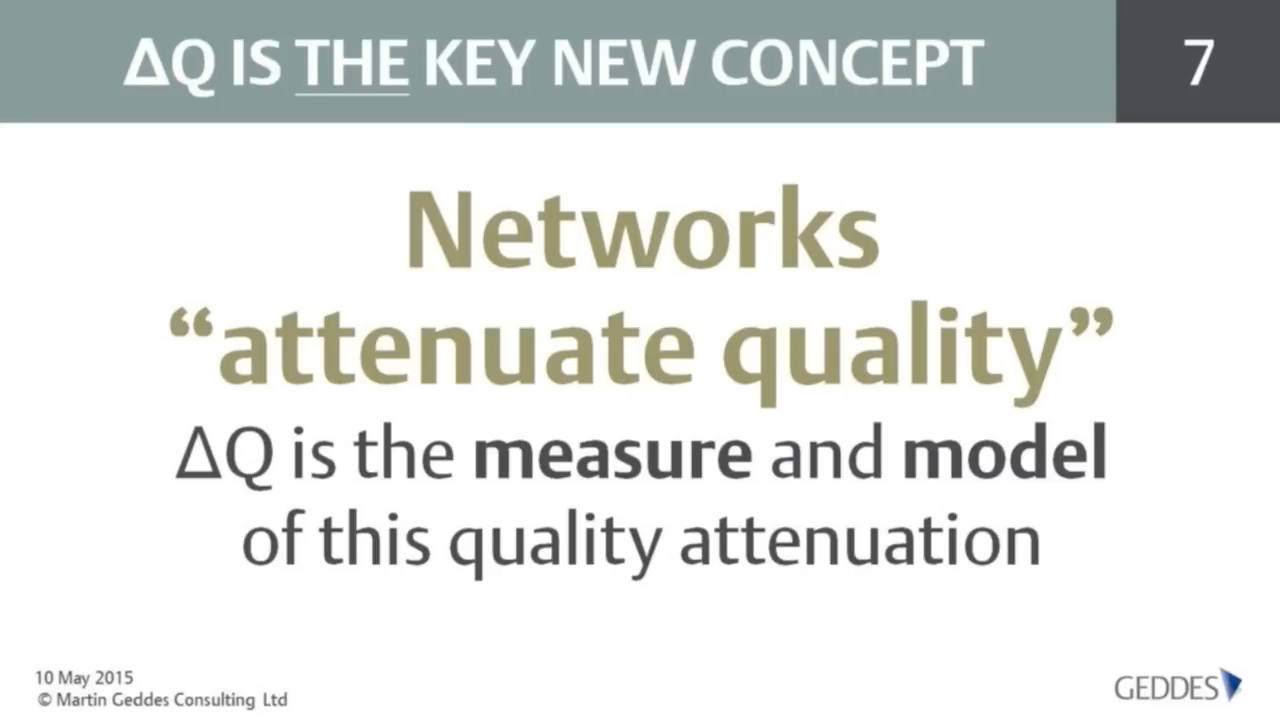 ΔQ IS THE KEY NEW CONCEPT
7
Networks
“attenuate quality”
ΔQ is the measure and model
of this quality attenuation
10 May 2015
© Martin Geddes Consulting Ltd
GEDDES